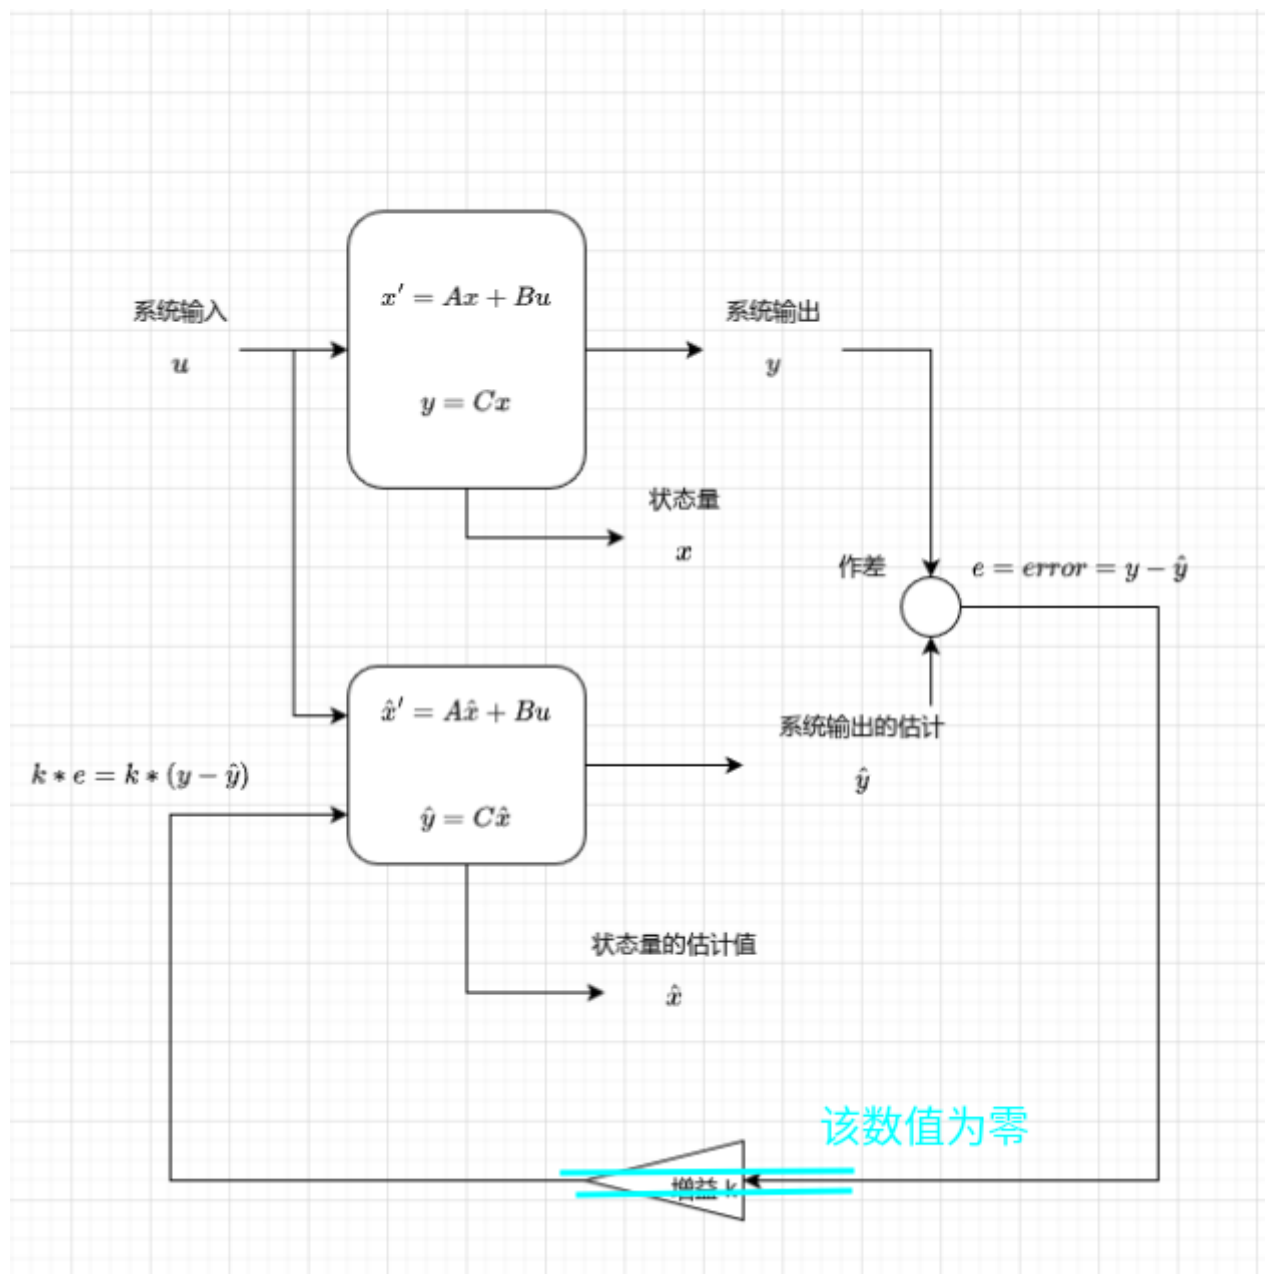 x' = Ax + Bu
系统输入
系统输出
u
y
y = Cx
状态量
x
作差
e = error = y − ŷ
x̂' = Ax̂ + Bu
系统输出的估计
k * e = k * (y − ŷ)
ŷ
ŷ = Cx̂
状态量的估计值
x̂
该数值为零
增益 k